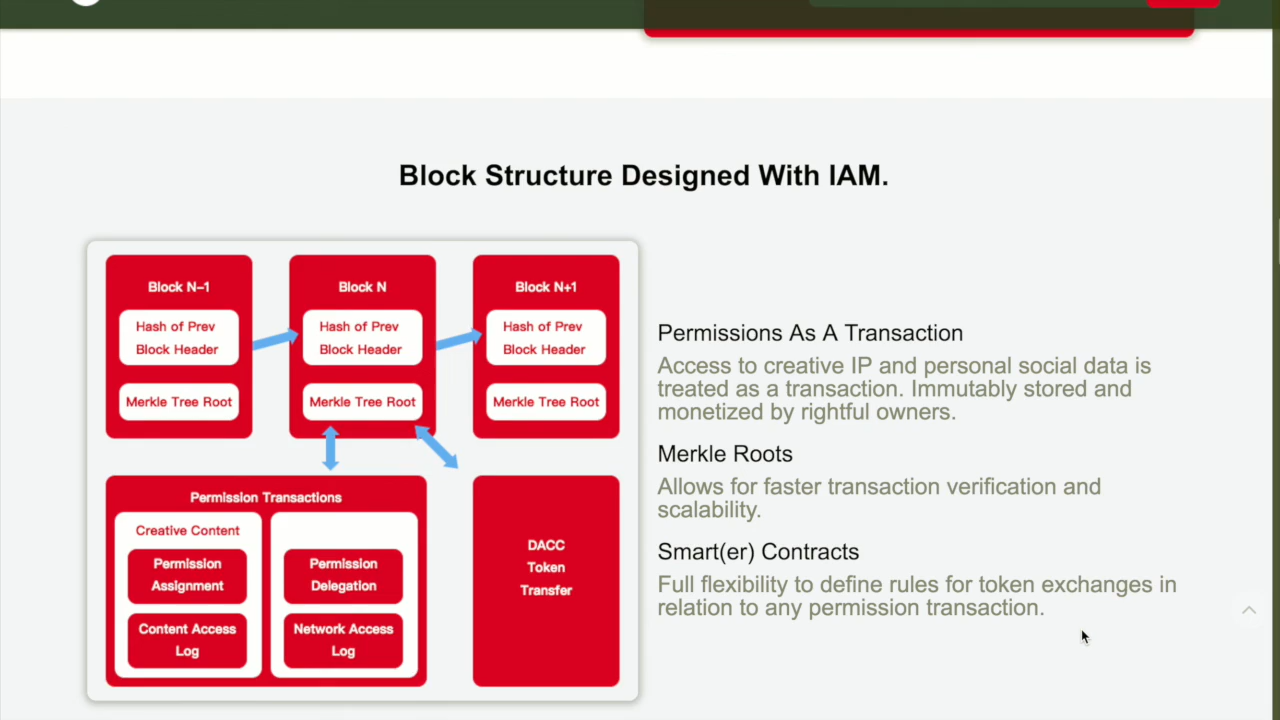 Block Structure Designed With IAM.
Block N-1
Hash of Prev
Block Header
Merkle Tree Root
Block N
Hash of Prev
Block Header
Merkle Tree Root
Block N+1
Hash of Prev
Block Header
Merkle Tree Root
Permission Transactions
Creative Content
Permission
Assignment
Content Access
Log
Permission
Delegation
Network Access
Log
DACC
Token
Transfer
Permissions As A Transaction
Access to creative IP and personal social data is
treated as a transaction. Immutably stored and
monetized by rightful owners.
Merkle Roots
Allows for faster transaction verification and
scalability.
Smart(er) Contracts
Full flexibility to define rules for token exchanges in
relation to any permission transaction.